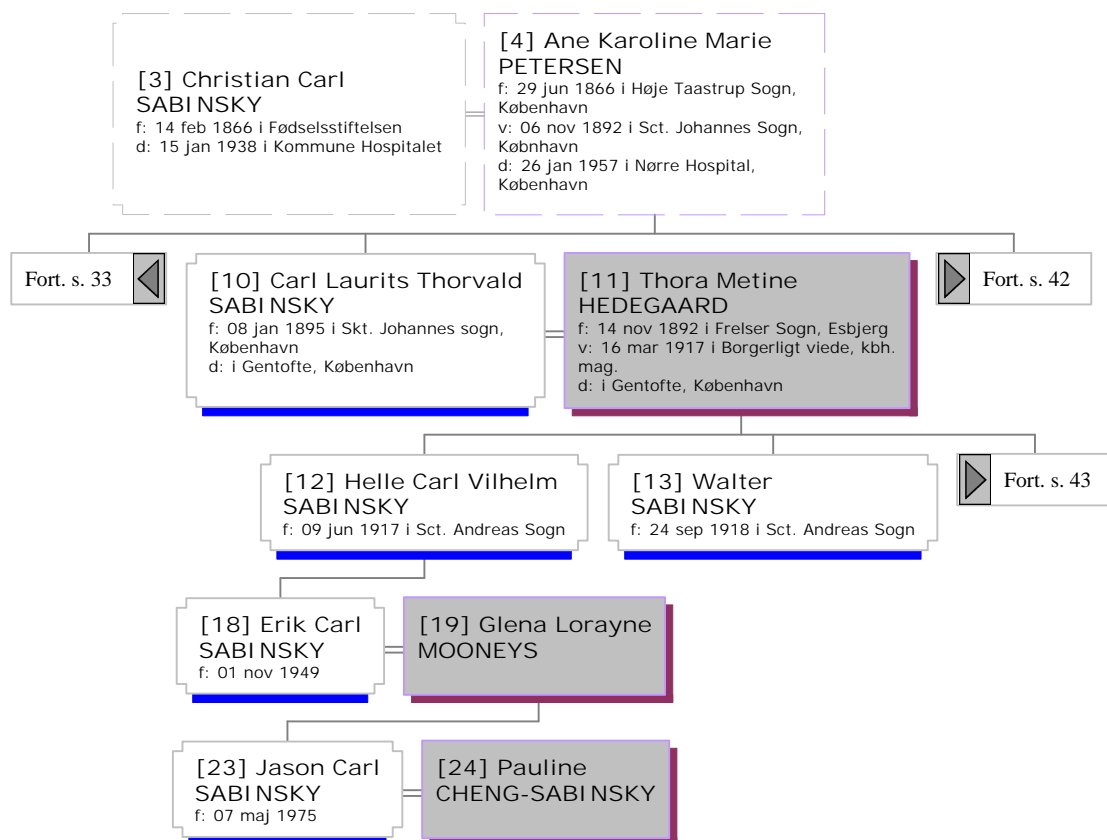 [3] Christian Carl
SABINSKY
f: 14 feb 1866 i Fødselsstiftelsen
d: 15 jan 1938 i Kommune Hospitalet
[4] Ane Karoline Marie
PETERSEN
f: 29 jun 1866 i Høje Taastrup Sogn,
København
v: 06 nov 1892 i Sct. Johannes Sogn,
Købnhavn
d: 26 jan 1957 i Nørre Hospital,
København
Fort. s. 33
[10] Carl Laurits Thorvald
SABINSKY
f: 08 jan 1895 i Skt. Johannes sogn,
København
d: i Gentofte, København
[11] Thora Metine
HEDEGAARD
f: 14 nov 1892 i Frelser Sogn, Esbjerg
v: 16 mar 1917 i Borgerligt viede, kbh.
mag.
d: i Gentofte, København
Fort. s. 42
[12] Helle Carl Vilhelm
SABINSKY
f: 09 jun 1917 i Sct. Andreas Sogn
[13] Walter
SABINSKY
f: 24 sep 1918 i Sct. Andreas Sogn
Fort. s. 43
[18] Erik Carl
SABINSKY
f: 01 nov 1949
[19] Glena Lorayne
MOONEYS
[23] Jason Carl
SABINSKY
f: 07 maj 1975
[24] Pauline
CHENG-SABINSKY